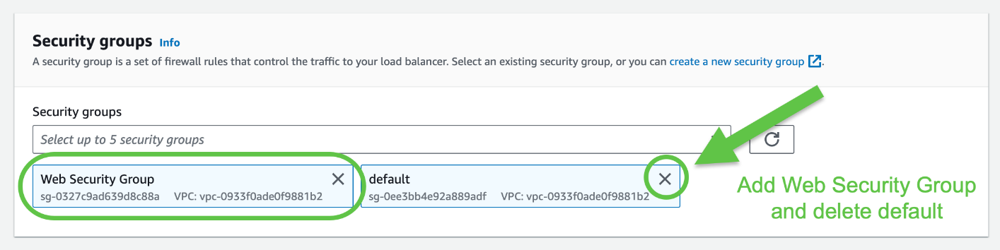 Security groups Info
A security group is a set of firewall rules that control the traffic to your load balancer. Select an existing security group, or you can create a new security group.
Security groups
Select up to 5 security groups
Web Security Group
sg-0327c9ad639d8c88a VPC: vpc-0933f0ade0f9881b2
default
sg-0ee3bb4e92a889adf VPC: vpc-0933f0ade0f9881b2
Add Web Security Group
and delete default